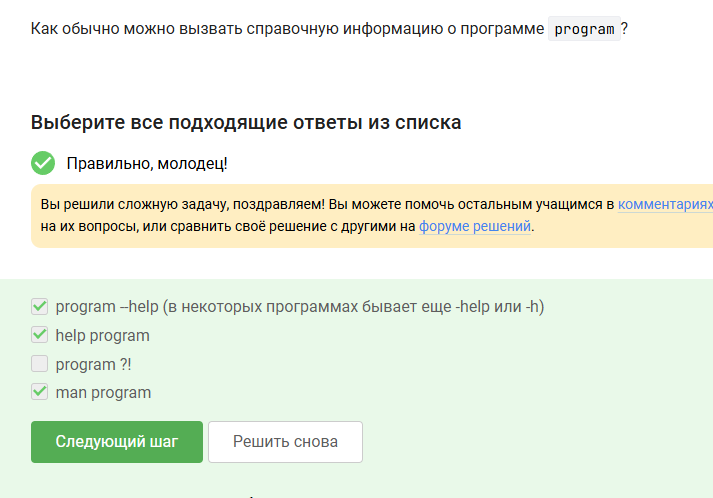 Как обычно можно вызвать справочную информацию о программе program?
Выберите все подходящие ответы из списка
Правильно, молодец!
Вы решили сложную задачу, поздравляем! Вы можете помочь остальным учащимся в комментариях
на их вопросы, или сравнить своё решение с другими на форуме решений.
program –help (в некоторых программах бывает еще -help или -h)
help program
program ?!
man program
Следующий шаг
Решить снова